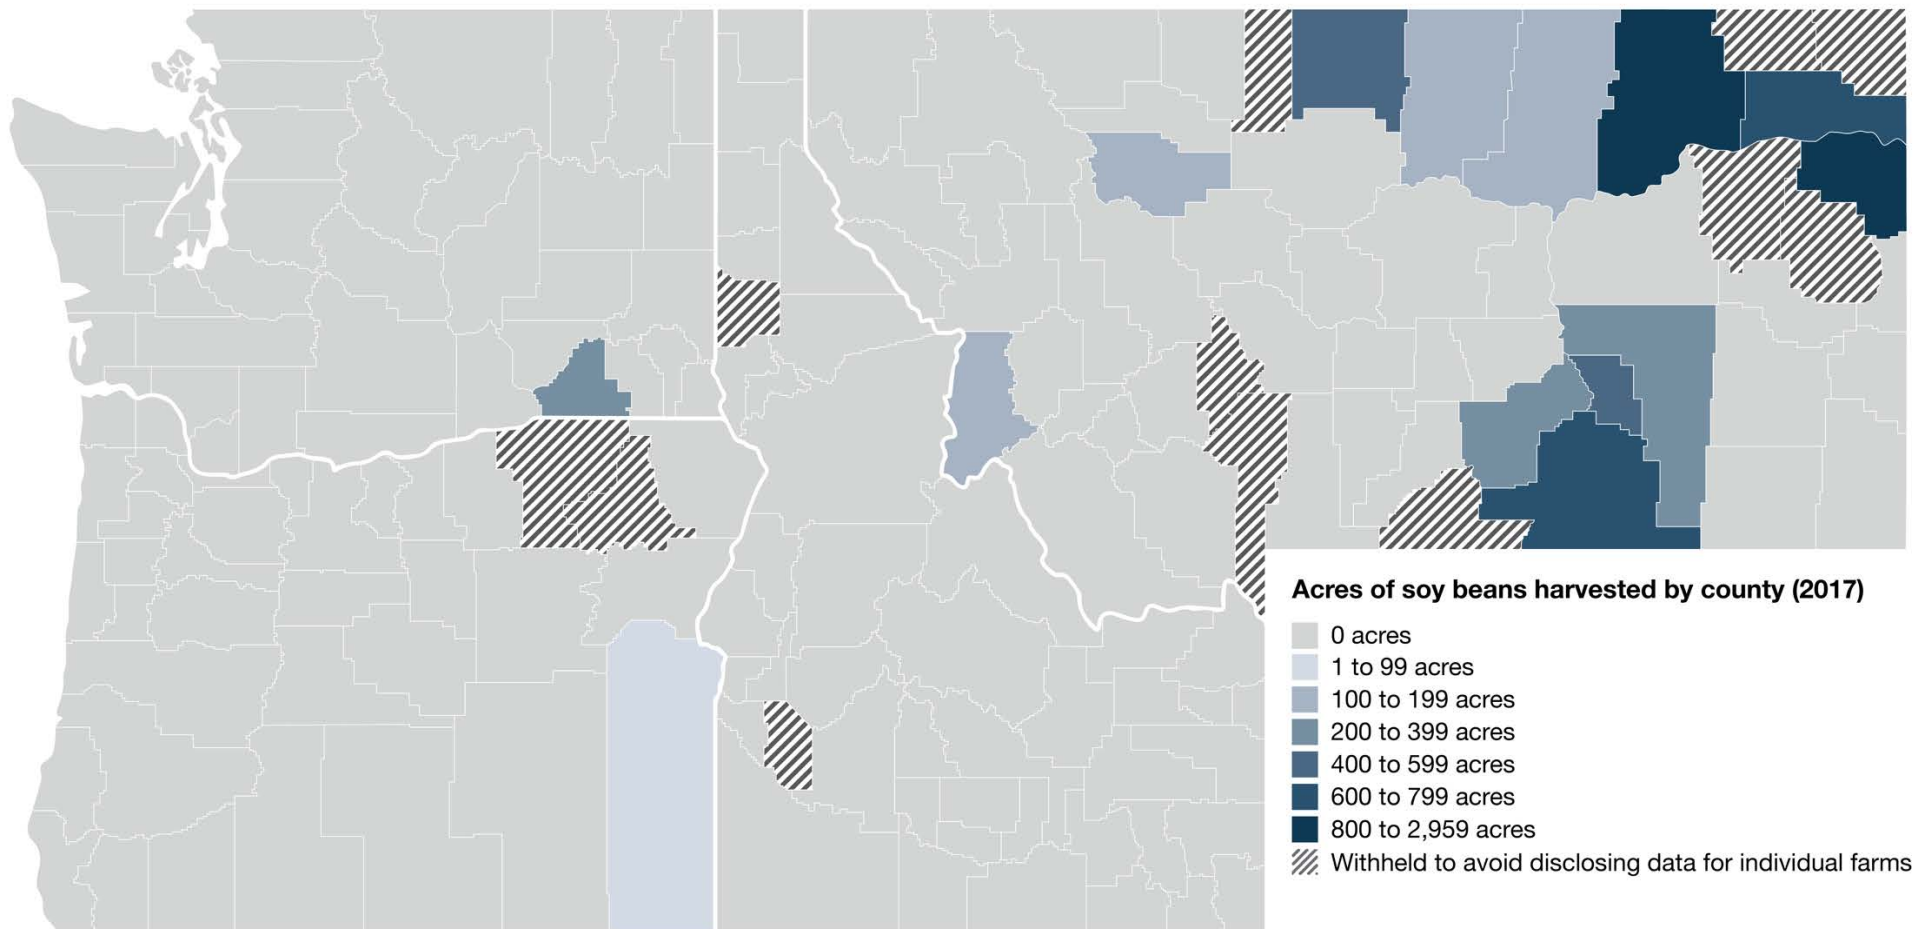 Acres of soy beans harvested by county (2017)
0 acres
1 to 99 acres
100 to 199 acres
200 to 399 acres
400 to 599 acres
600 to 799 acres
800 to 2,959 acres
Withheld to avoid disclosing data for individual farms